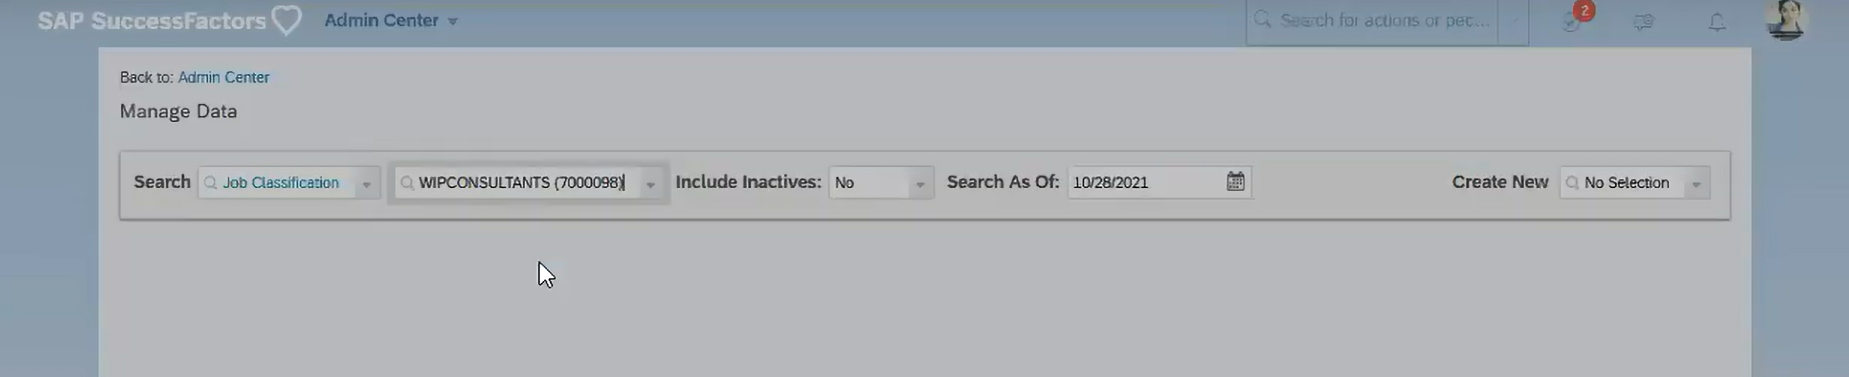 SAP SuccessFactors Admin Center Search for actions or peo... 2
Back to: Admin Center
Manage Data
Search Job Classification WIPCONSULTANTS (7000098) Include Inactives: No Search As Of: 10/28/2021 Create New No Selection